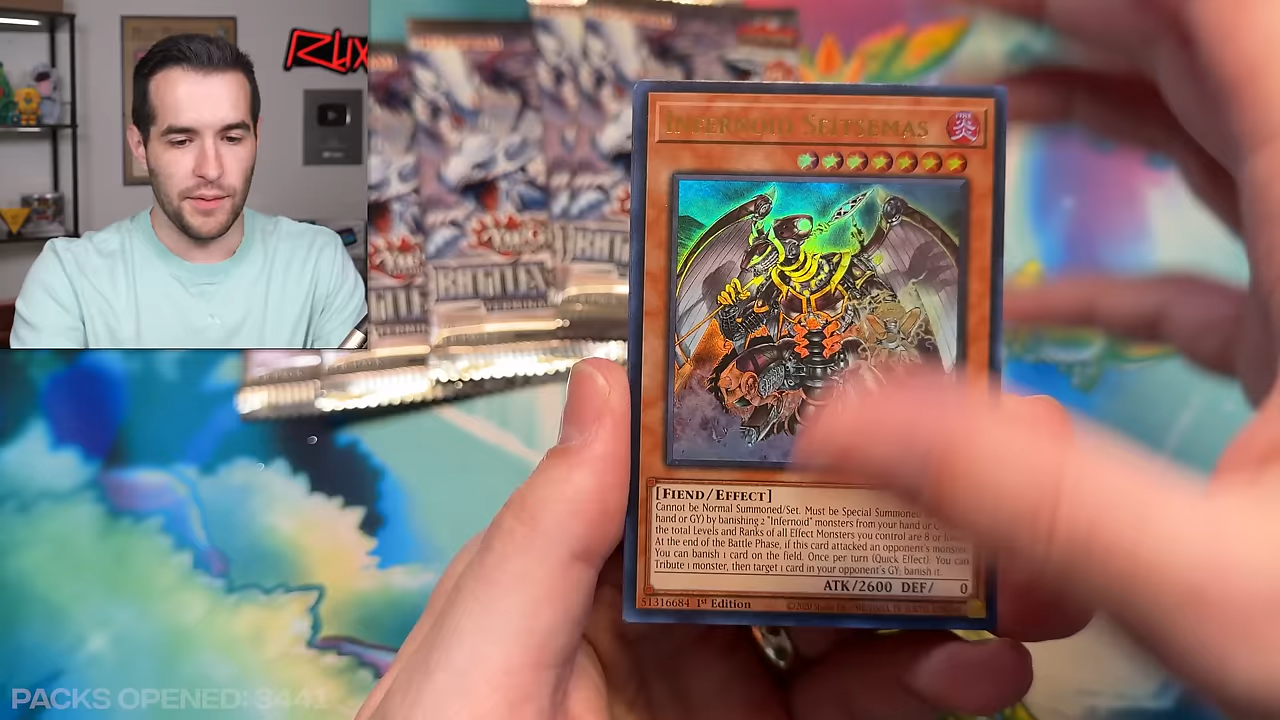 RUX
INFERNOID SEITSEMAS
FIRE
炎
[FIEND/EFFECT]
Cannot be Normal Summoned/Set. Must be Special Summoned
hand or GY) by banishing 2 "Infernoid" monsters from your hand or
the total Levels and Ranks of all Effect Monsters you control are 8 or
At the end of the Battle Phase, if this card attacked an opponent's monster:
You can banish 1 card on the field. Once per turn (Quick Effect): You can
Tribute 1 monster, then target 1 card in your opponent's GY; banish it.
ATK/2600 DEF/ 0
51316684 1st Edition
PACKS OPENED: 3441